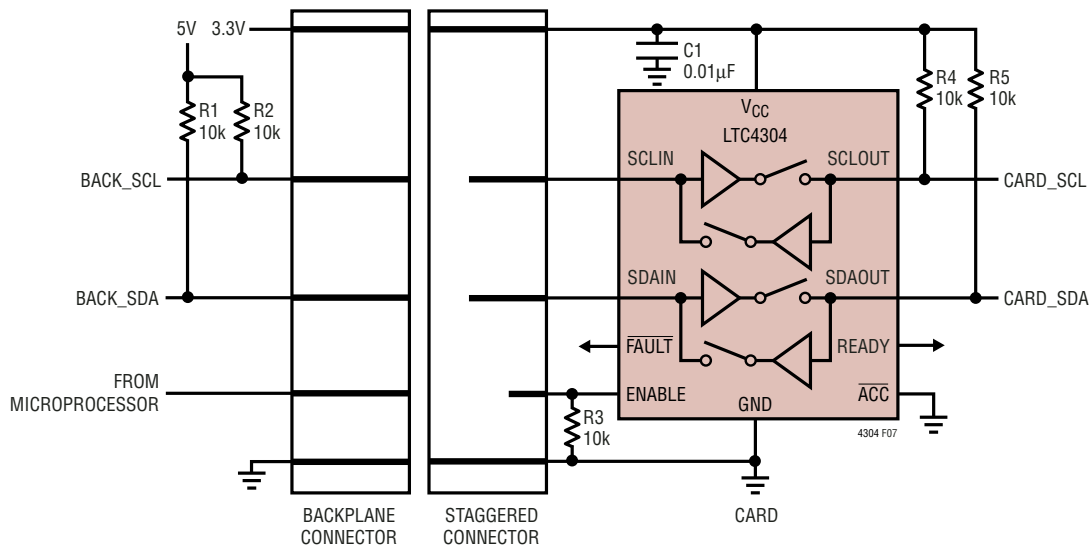 5V 3.3V
C1
0.01μF
R1
10k
R2
10k
R4
10k
R5
10k
VCC
LTC4304
SCLIN
SCLOUT
BACK_SCL
CARD_SCL
SDAIN
SDAOUT
BACK_SDA
CARD_SDA
FAULT
READY
FROM
MICROPROCESSOR
ENABLE
ACC
GND
R3
10k
4304 F07
BACKPLANE
CONNECTOR
STAGGERED
CONNECTOR
CARD